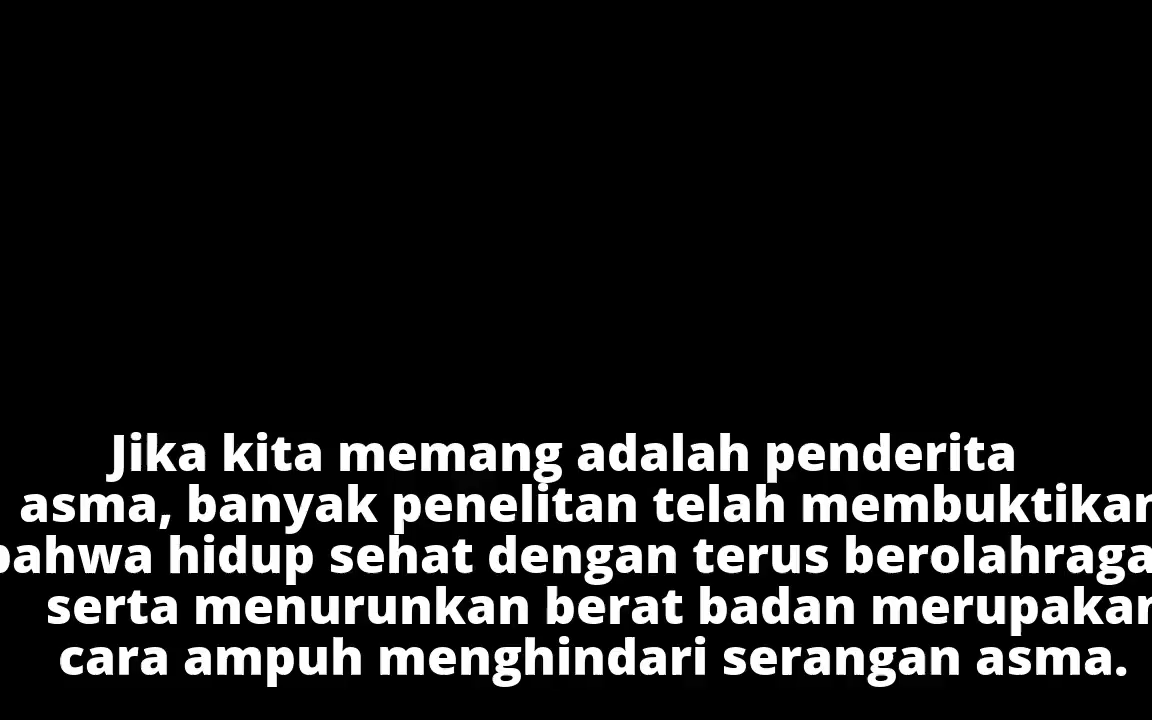 Jika kita memang adalah penderita
asma, banyak penelitan telah membuktikan
bahwa hidup sehat dengan terus berolahraga
serta menurunkan berat badan merupakan
cara ampuh menghindari serangan asma.